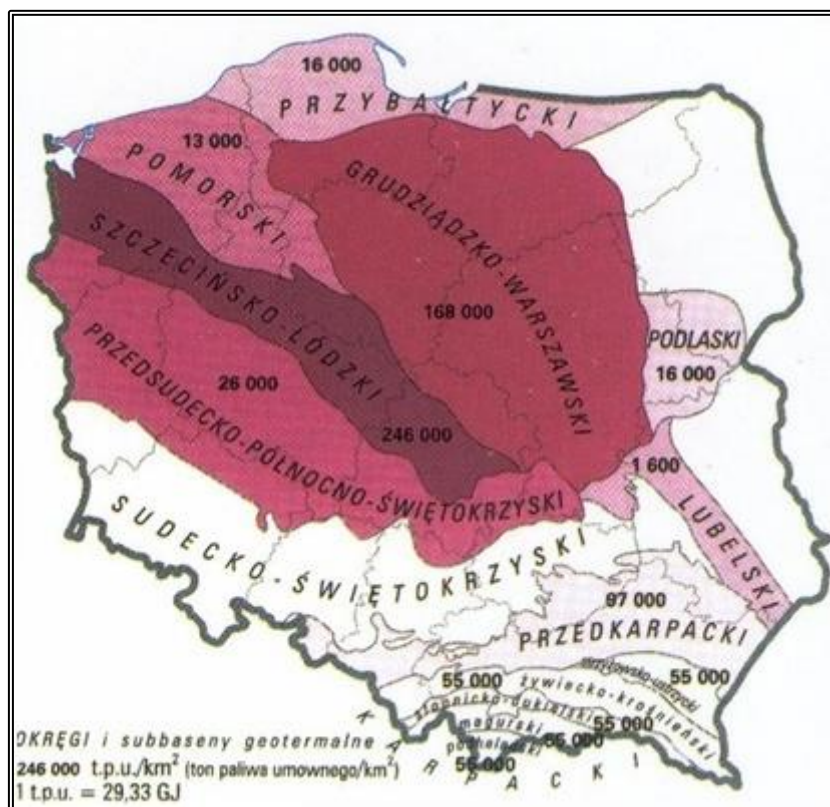 16 000
PRZYBAŁTYCKI
13 000
POMORSKI
GRUDZIĄDZKO-WARSZAWSKI
SZCZECIŃSKO-ŁÓDZKI
168 000
PODLASKI
16 000
PRZEDSUDECKO-PÓŁNOCNO-ŚWIĘTOKRZYSKI
26 000
246 000
1 600
LUBELSKI
SUDECKO-ŚWIĘTOKRZYSKI
97 000
PRZEDKARPACKI
55 000
55 000
żywiecko-krośnieński
słopnicko-dukielski
55 000
magurski
55 000
podhalański
55 000
KARPACKI
OKRĘGI i subbaseny geotermalne
246 000 t.p.u./km² (ton paliwa umownego/km²)
1 t.p.u. = 29,33 GJ